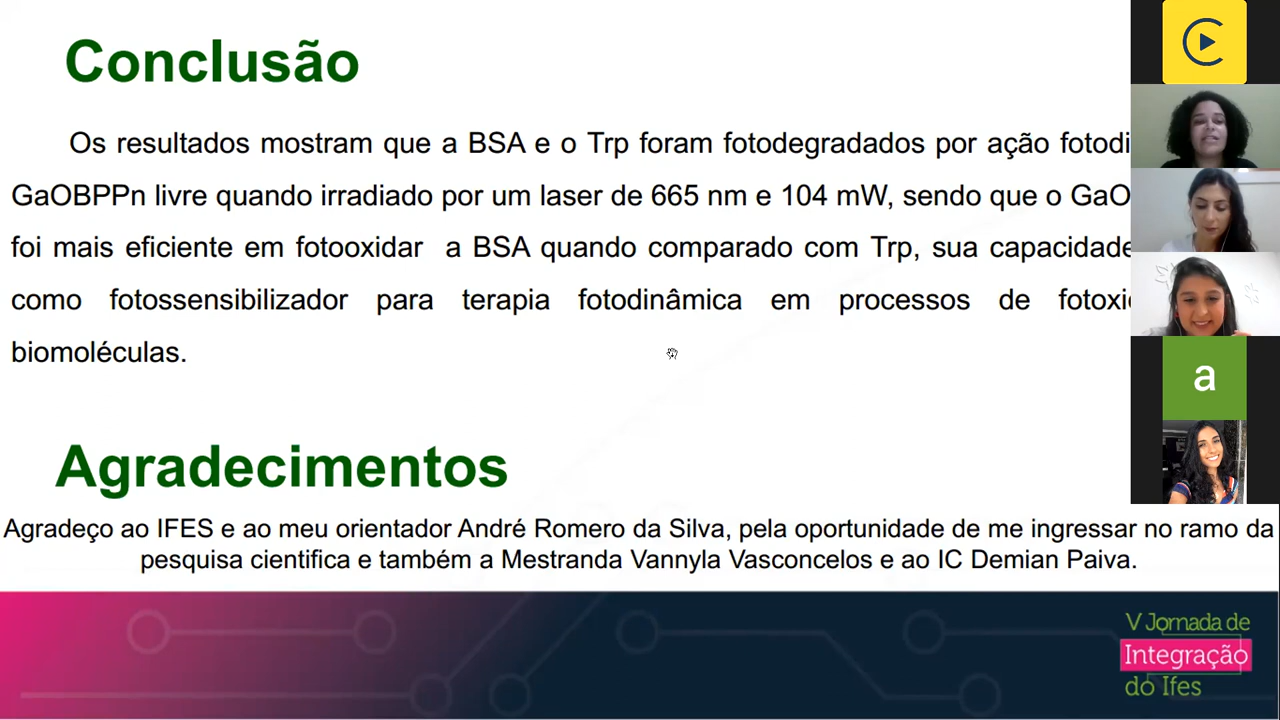 Conclusão
Os resultados mostram que a BSA e o Trp foram fotodegradados por ação fotodi
GaOBPPn livre quando irradiado por um laser de 665 nm e 104 mW, sendo que o GaO
foi mais eficiente em fotooxidar a BSA quando comparado com Trp, sua capacidade
como fotossensibilizador para terapia fotodinâmica em processos de fotoxi
biomoléculas.
Agradecimentos
Agradeço ao IFES e ao meu orientador André Romero da Silva, pela oportunidade de me ingressar no ramo da
pesquisa cientifica e também a Mestranda Vannyla Vasconcelos e ao IC Demian Paiva.
a
V Jornada de
Integração
do Ifes